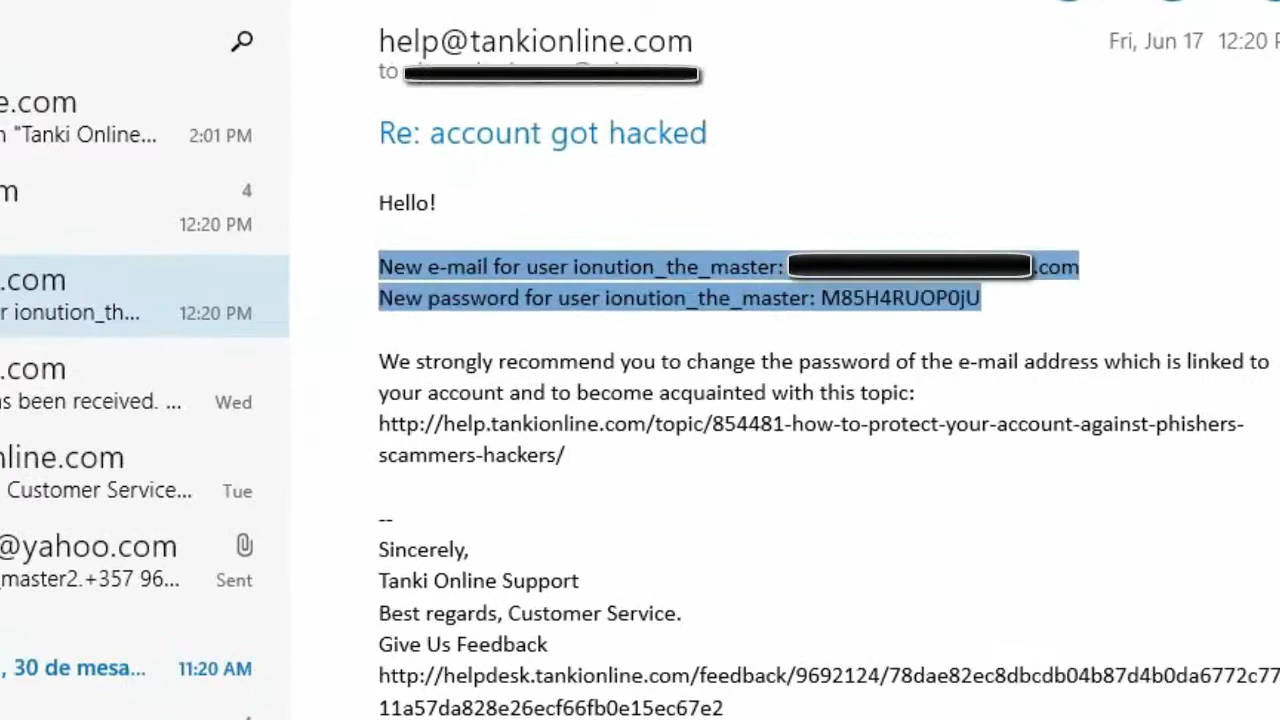 e.com
n "Tanki Online... 2:01 PM
m 4
12:20 PM
.com
r ionution_th... 12:20 PM
.com
s been received. ... Wed
nline.com
Customer Service... Tue
@yahoo.com
master2.+357 96... Sent
, 30 de mesa... 11:20 AM
help@tankionline.com
Fri, Jun 17 12:20 P
to
Re: account got hacked
Hello!
New e-mail for user ionution_the_master: .com
New password for user ionution_the_master: M85H4RUOP0jU
We strongly recommend you to change the password of the e-mail address which is linked to
your account and to become acquainted with this topic:
http://help.tankionline.com/topic/854481-how-to-protect-your-account-against-phishers-
scammers-hackers/
--
Sincerely,
Tanki Online Support
Best regards, Customer Service.
Give Us Feedback
http://helpdesk.tankionline.com/feedback/9692124/78dae82ec8dbcdb04b87d4b0da6772c77
11a57da828e26ecf66fb0e15ec67e2